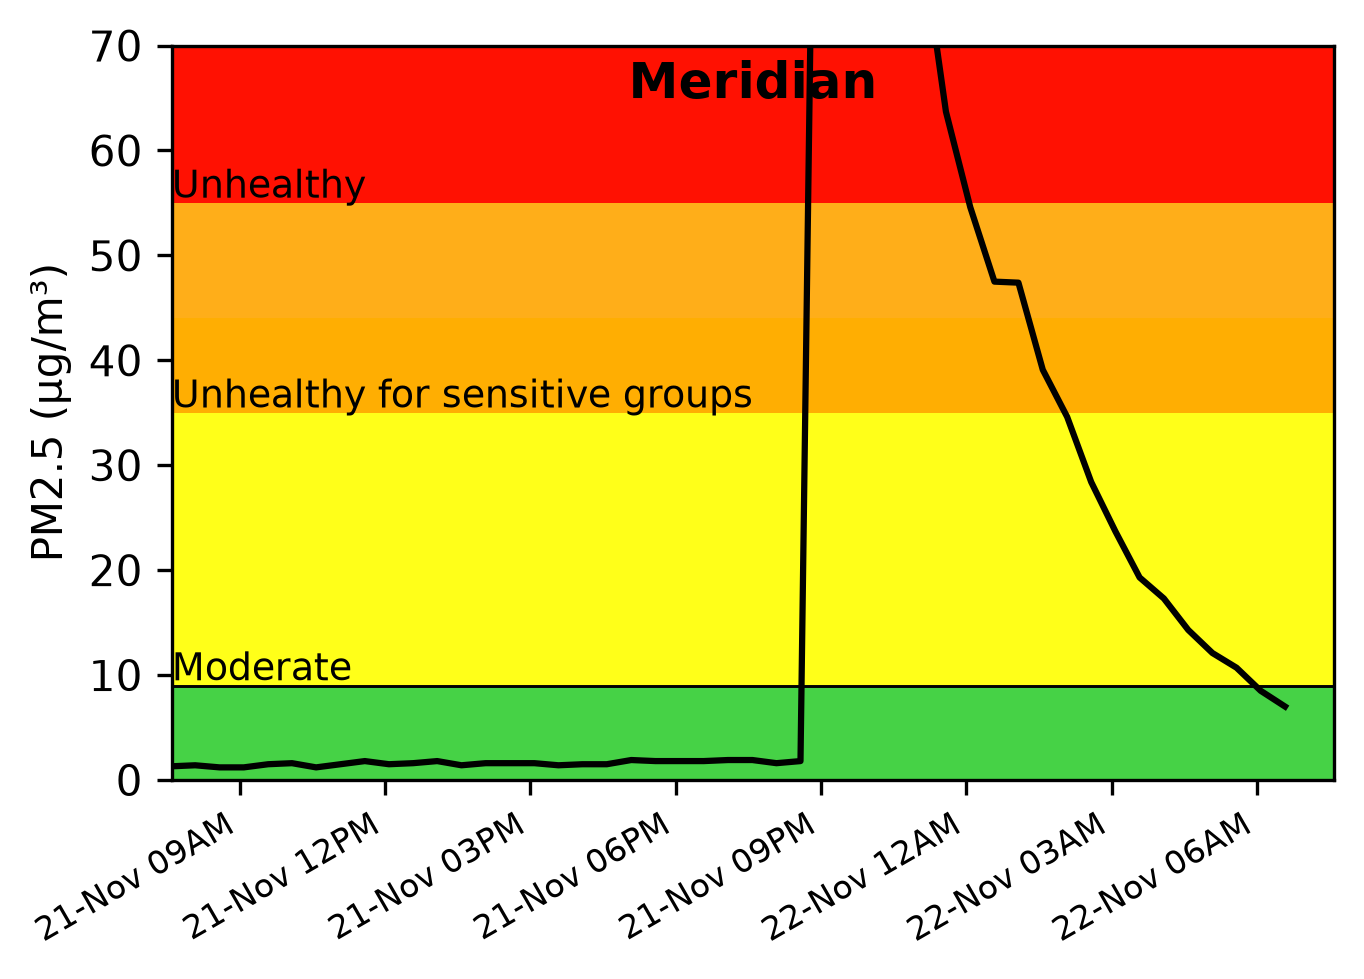 Meridian
PM2.5 (µg/m³)
70
60
50
40
30
20
10
0
Unhealthy
Unhealthy for sensitive groups
Moderate
21-Nov 09AM
21-Nov 12PM
21-Nov 03PM
21-Nov 06PM
21-Nov 09PM
22-Nov 12AM
22-Nov 03AM
22-Nov 06AM